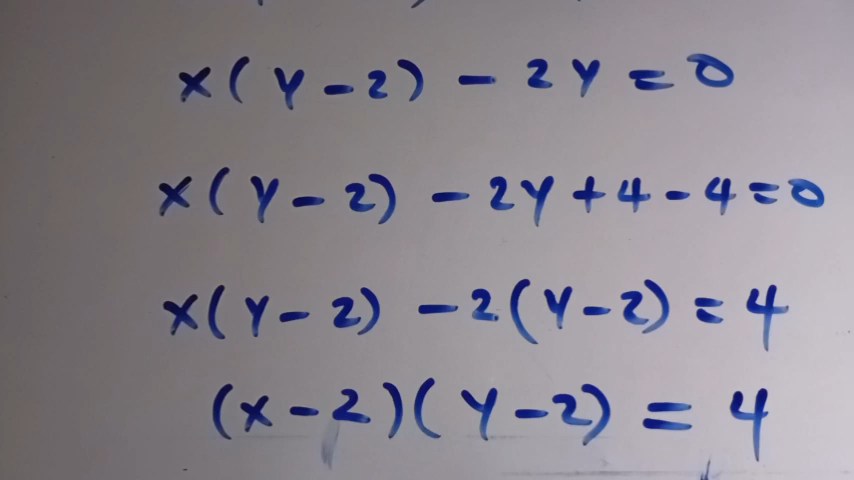 x(y-2) - 2y = 0
x(y-2) - 2y + 4 - 4 = 0
x(y-2) - 2(y-2) = 4
(x-2)(y-2) = 4